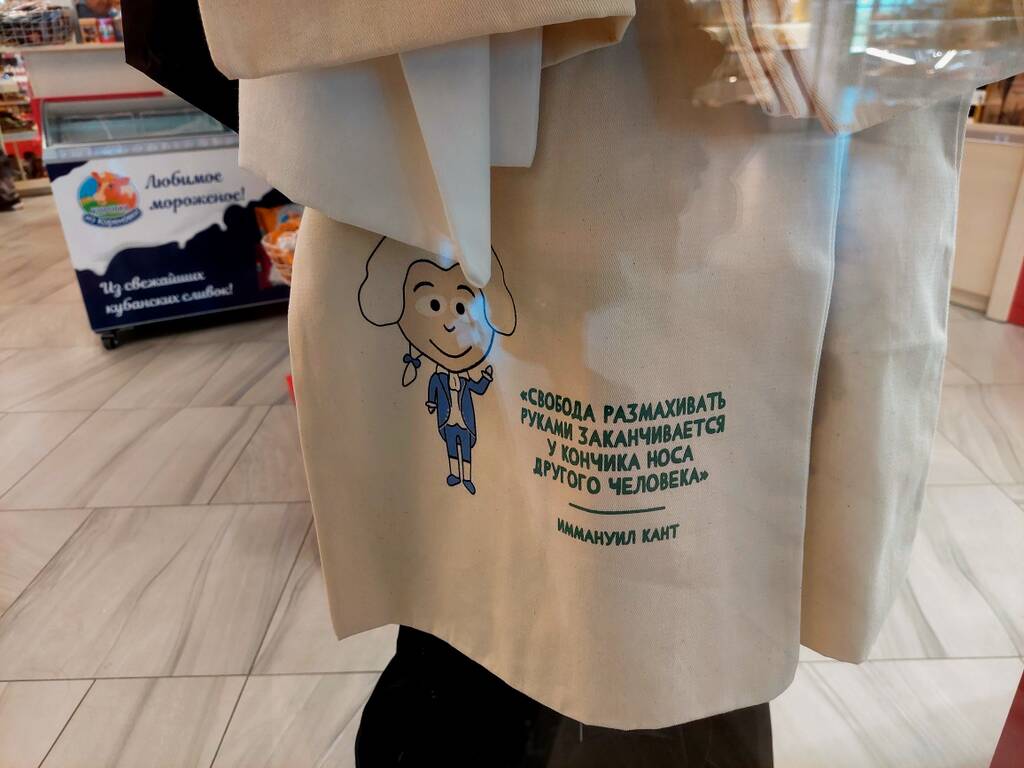 Любимое
мороженое!
Из свежайших
кубанских сливок!
«СВОБОДА РАЗМАХИВАТЬ
РУКАМИ ЗАКАНЧИВАЕТСЯ
У КОНЧИКА НОСА
ДРУГОГО ЧЕЛОВЕКА»
ИММАНУИЛ КАНТ